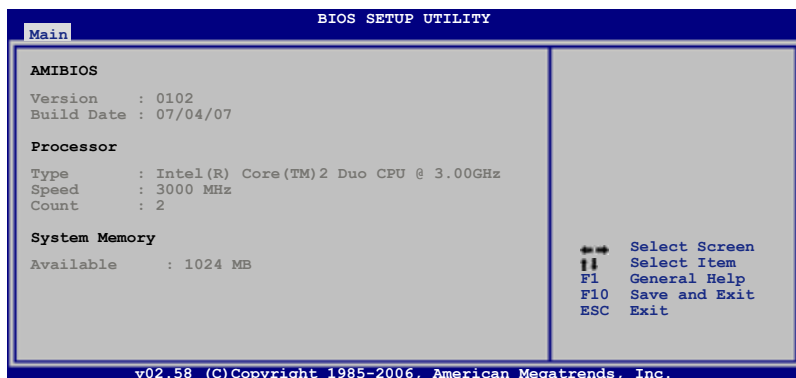 BIOS SETUP UTILITY
Main
AMIBIOS
Version : 0102
Build Date : 07/04/07
Processor
Type : Intel(R) Core(TM)2 Duo CPU @ 3.00GHz
Speed : 3000 MHz
Count : 2
System Memory
Available : 1024 MB
←→ Select Screen
↑↓ Select Item
F1 General Help
F10 Save and Exit
ESC Exit
v02.58 (C)Copyright 1985-2006, American Megatrends, Inc.